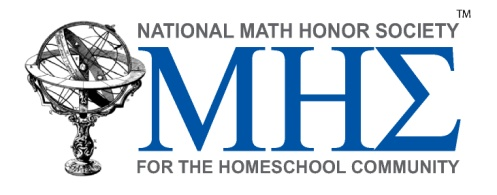 NATIONAL MATH HONOR SOCIETY™
ΜΗΣ
FOR THE HOMESCHOOL COMMUNITY